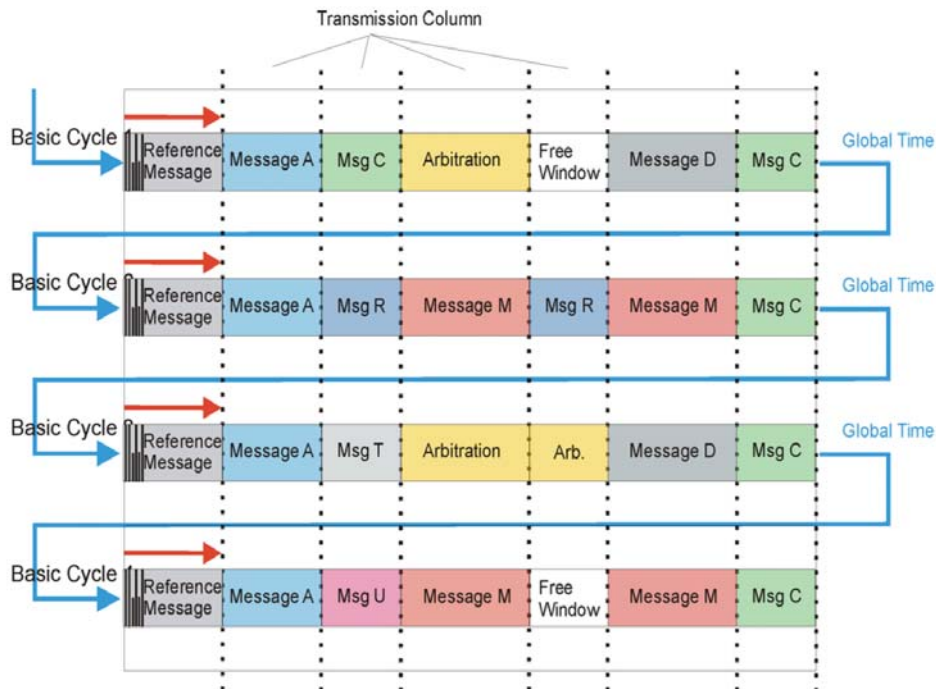 Transmission Column
Basic Cycle
Reference
Message
Message A
Msg C
Arbitration
Free
Window
Message D
Msg C
Global Time
Basic Cycle
Reference
Message
Message A
Msg R
Message M
Msg R
Message M
Msg C
Global Time
Basic Cycle
Reference
Message
Message A
Msg T
Arbitration
Arb.
Message D
Msg C
Global Time
Basic Cycle
Reference
Message
Message A
Msg U
Message M
Free
Window
Message M
Msg C